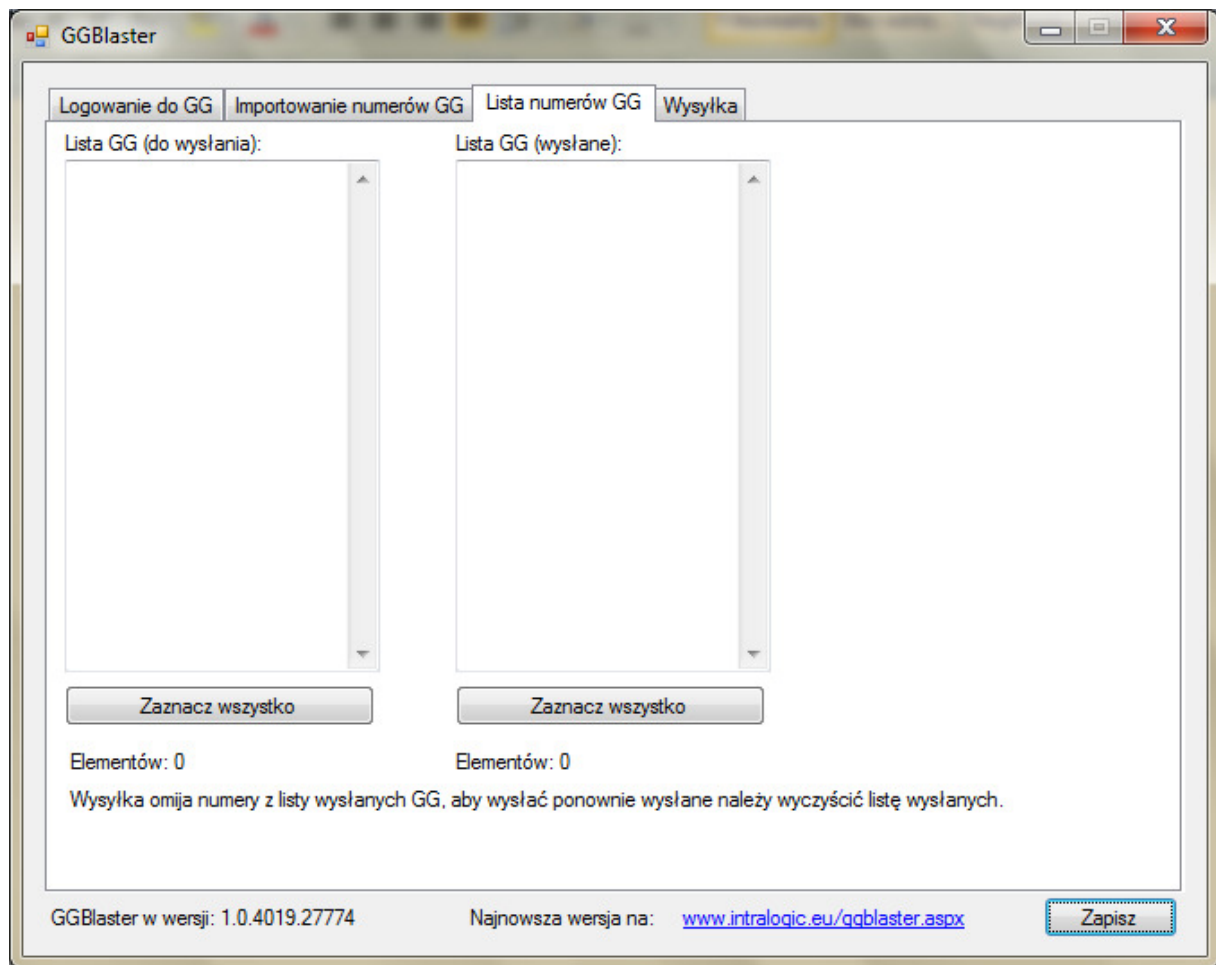 GGBlaster
Logowanie do GG Importowanie numerów GG Lista numerów GG Wysyłka
Lista GG (do wysłania): Lista GG (wysłane):
Zaznacz wszystko Zaznacz wszystko
Elementów: 0 Elementów: 0
Wysyłka omija numery z listy wysłanych GG, aby wysłać ponownie wysłane należy wyczyścić listę wysłanych.
GGBlaster w wersji: 1.0.4019.27774 Najnowsza wersja na: www.intralogic.eu/ggblaster.aspx Zapisz